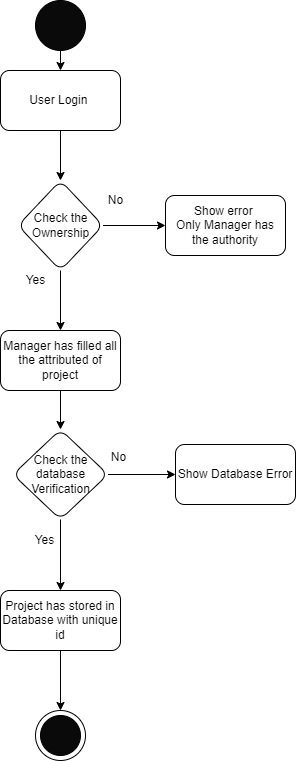 User Login
No
Check the
Ownership
Show error
Only Manager has
the authority
Yes
Manager has filled all
the attributed of
project
No
Check the
database
Verification
Show Database Error
Yes
Project has stored in
Database with unique
id